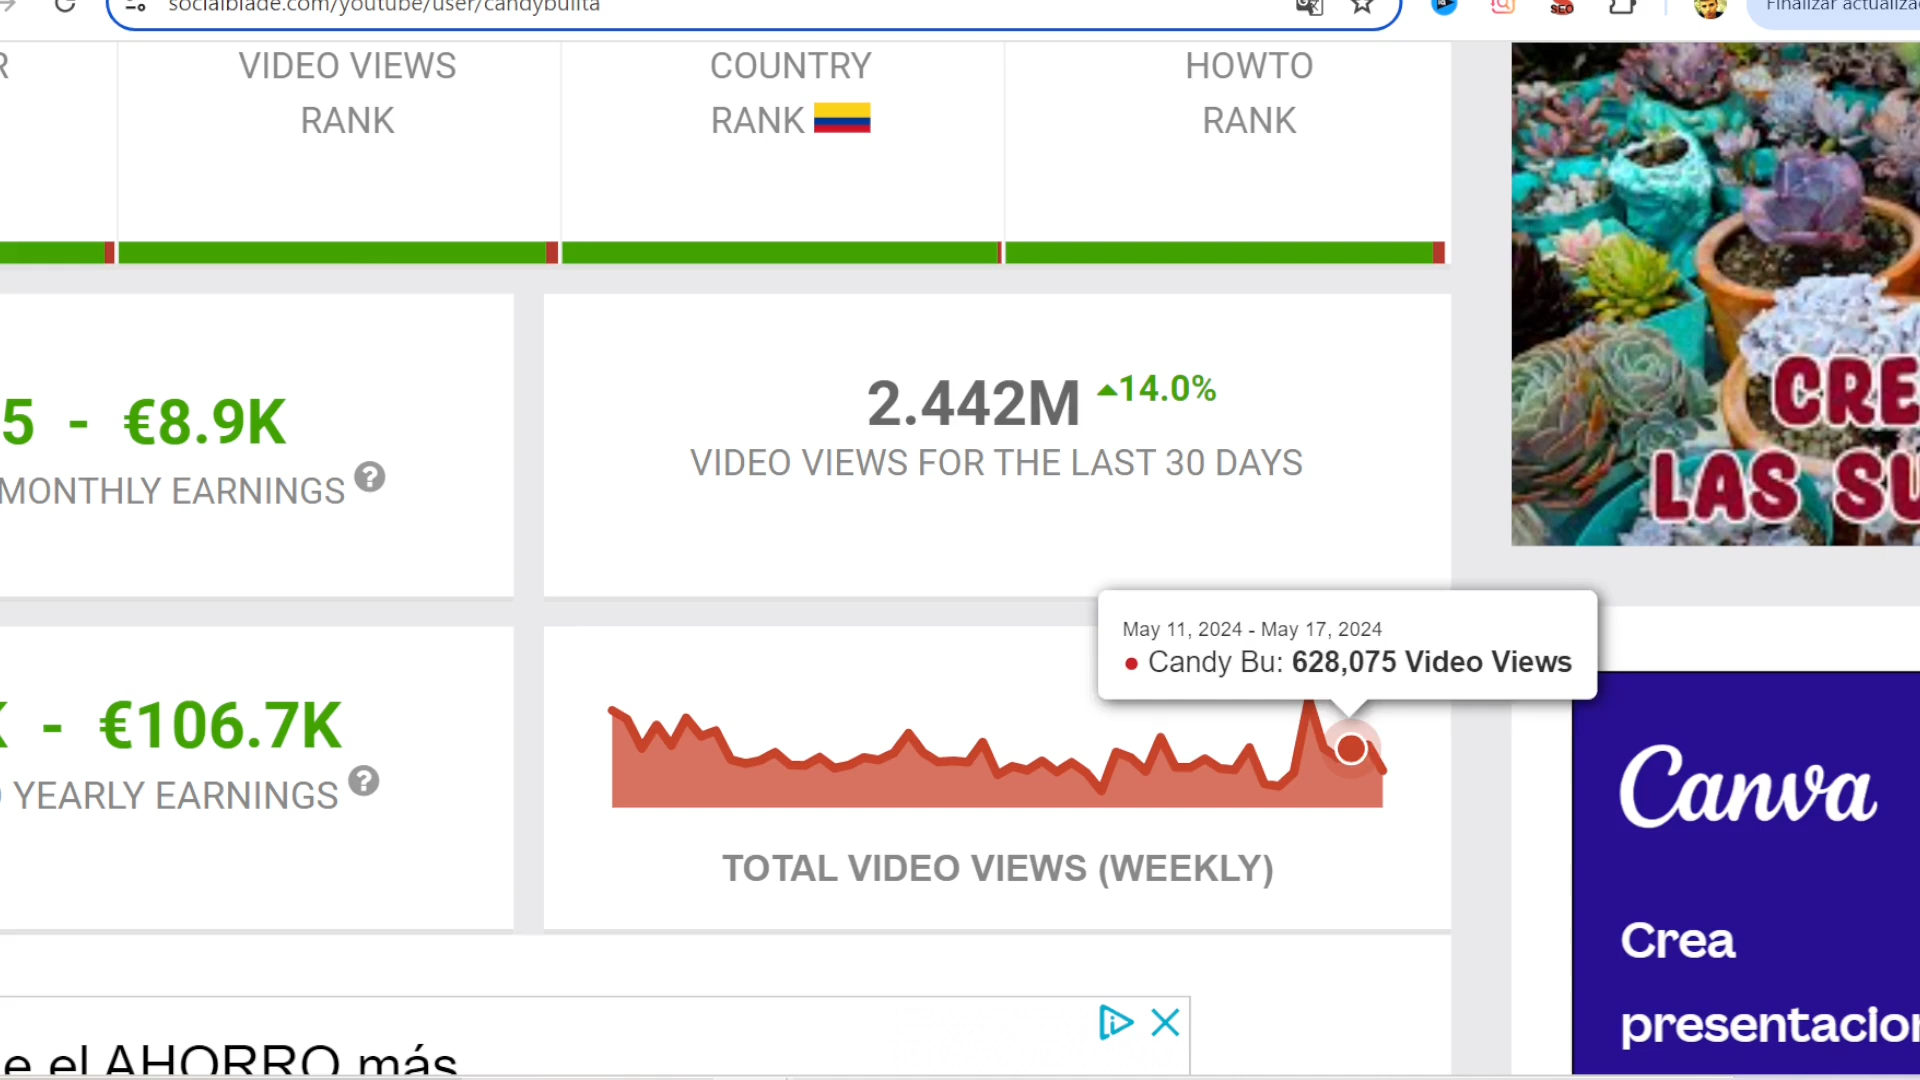 socialblade.com/youtube/user/candybulita
SEO
Finalizar actualiza
R
VIDEO VIEWS
RANK
COUNTRY
RANK
HOWTO
RANK
5 - €8.9K
MONTHLY EARNINGS ?
2.442M 14.0%
VIDEO VIEWS FOR THE LAST 30 DAYS
CRE
LAS SU
May 11, 2024 - May 17, 2024
Candy Bu: 628,075 Video Views
K - €106.7K
YEARLY EARNINGS ?
TOTAL VIDEO VIEWS (WEEKLY)
Canva
Crea
presentacion
e el AHORRO más